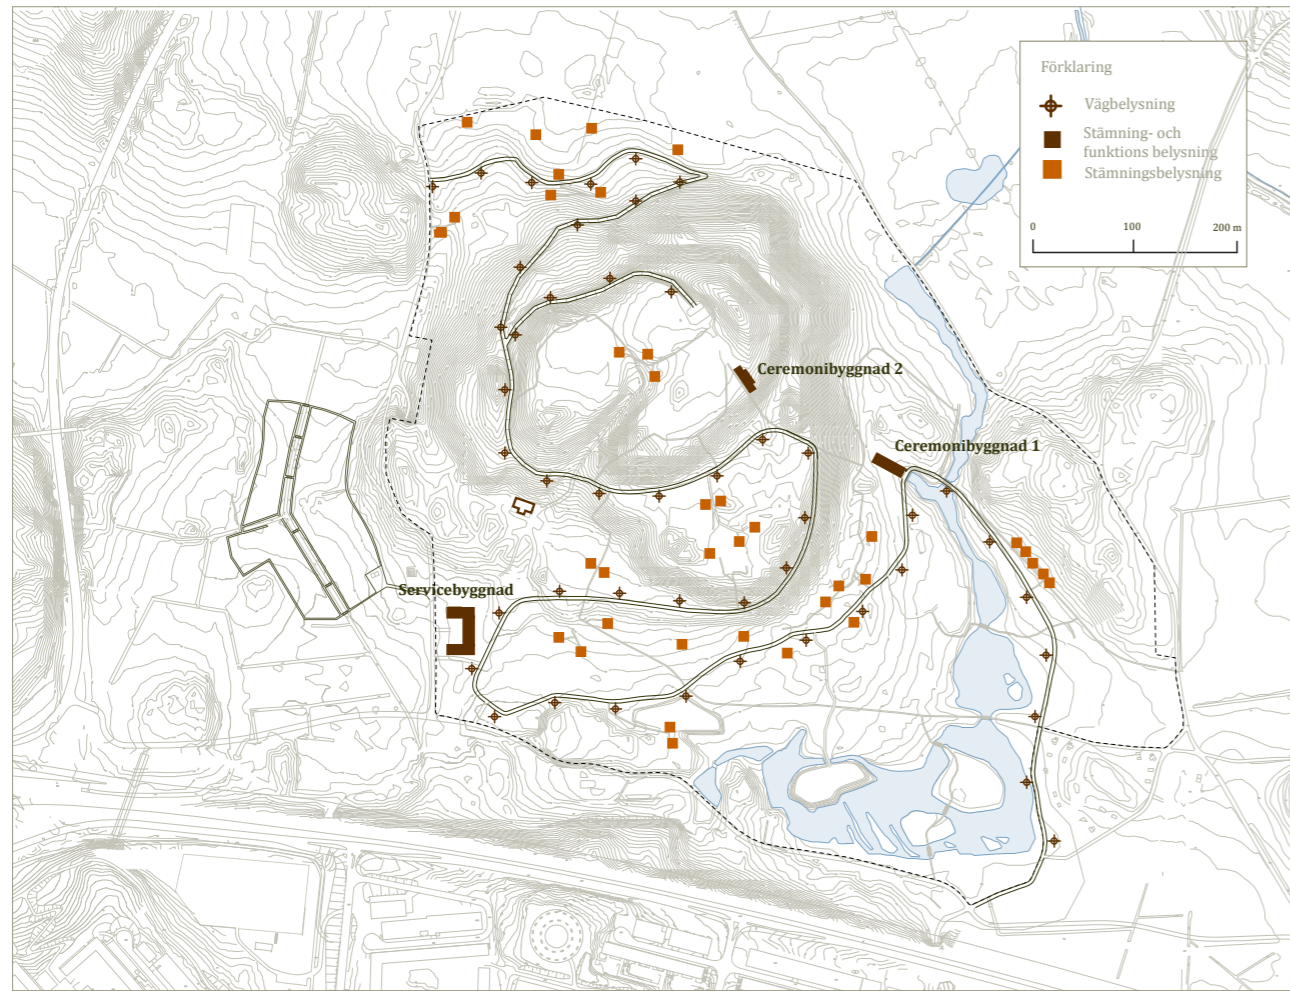 Förklaring
Vägbelysning
Stämning- och
funktions belysning
Stämningsbelysning
0 100 200 m
Ceremonibyggnad 2
Ceremonibyggnad 1
Servicebyggnad